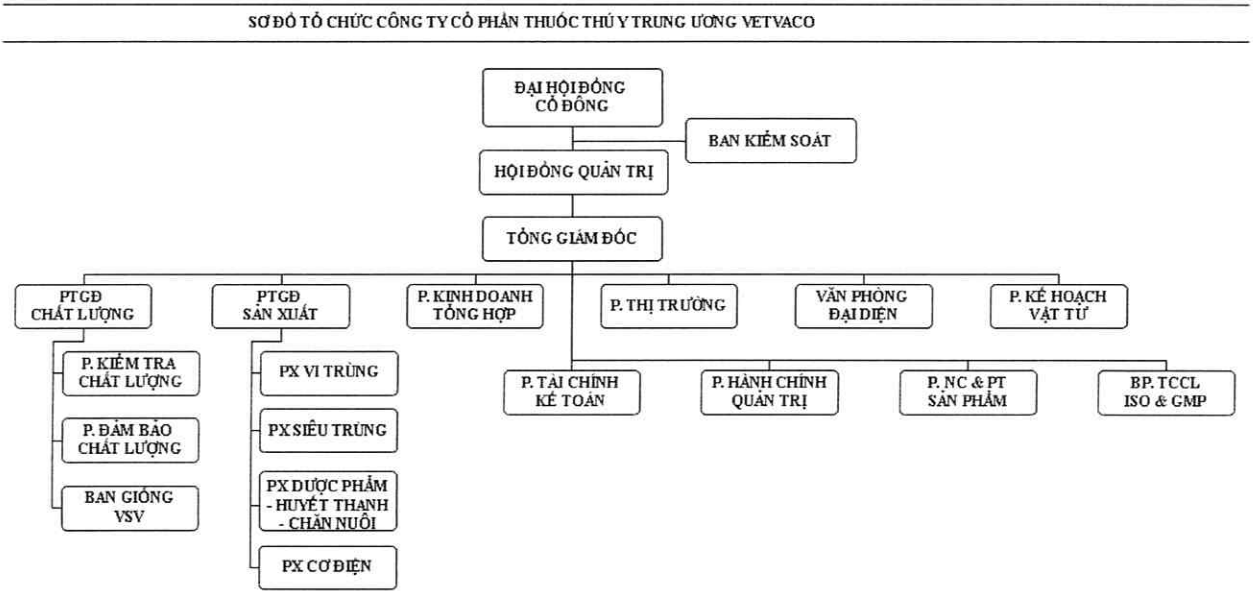 SƠ ĐỒ TỔ CHỨC CÔNG TY CỔ PHẦN THUỐC THÚ Y TRUNG ƯƠNG VETVACO
ĐẠI HỘI ĐỒNG
CỔ ĐÔNG
BAN KIỂM SOÁT
HỘI ĐỒNG QUẢN TRỊ
TỔNG GIÁM ĐỐC
PTGĐ
CHẤT LƯỢNG
PTGĐ
SẢN XUẤT
P. KINH DOANH
TỔNG HỢP
P. THỊ TRƯỜNG
VĂN PHÒNG
ĐẠI DIỆN
P. KẾ HOẠCH
VẬT TƯ
P. KIỂM TRA
CHẤT LƯỢNG
P. ĐẢM BẢO
CHẤT LƯỢNG
BAN GIỐNG
VSV
PX VI TRÙNG
PX SIÊU TRÙNG
PX DƯỢC PHẨM
- HUYẾT THANH
- CHĂN NUÔI
PX CƠ ĐIỆN
P. TÀI CHÍNH
KẾ TOÁN
P. HÀNH CHÍNH
QUẢN TRỊ
P. NC & PT
SẢN PHẨM
BP. TCCL
ISO & GMP